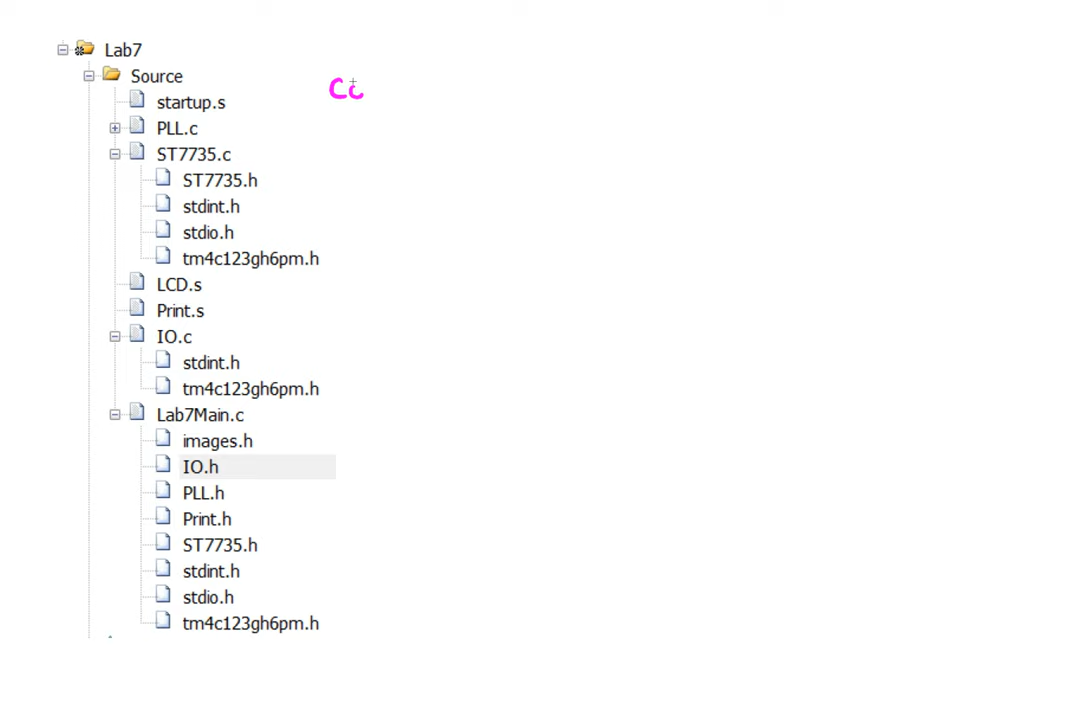 Lab7
Source
Cc
startup.s
PLL.c
ST7735.c
ST7735.h
stdint.h
stdio.h
tm4c123gh6pm.h
LCD.s
Print.s
IO.c
stdint.h
tm4c123gh6pm.h
Lab7Main.c
images.h
IO.h
PLL.h
Print.h
ST7735.h
stdint.h
stdio.h
tm4c123gh6pm.h